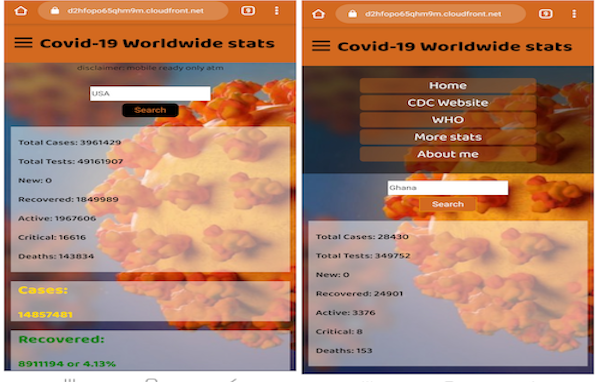 d2hfopo65qhm9m.cloudfront.net
Covid-19 Worldwide stats
disclaimer: mobile ready only atm
USA
Search
Total Cases: 3961429
Total Tests: 49161907
New: 0
Recovered: 1849989
Active: 1967606
Critical: 16616
Deaths: 143834
Cases:
14857481
Recovered:
8911194 or 4.13%
d2hfopo65qhm9m.cloudfront.net
Covid-19 Worldwide stats
Home
CDC Website
WHO
More stats
About me
Ghana
Search
Total Cases: 28430
Total Tests: 349752
New: 0
Recovered: 24901
Active: 3376
Critical: 8
Deaths: 153